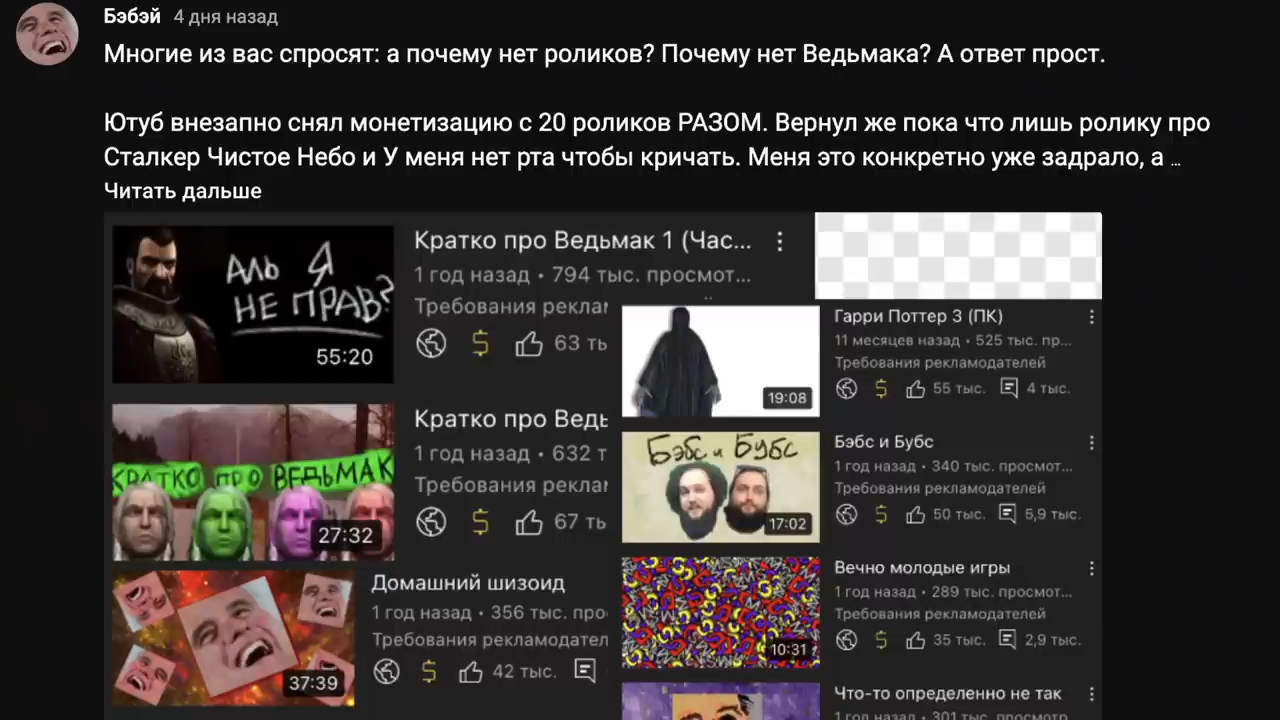 Бэбэй 4 дня назад
Многие из вас спросят: а почему нет роликов? Почему нет Ведьмака? А ответ прост.
Ютуб внезапно снял монетизацию с 20 роликов РАЗОМ. Вернул же пока что лишь ролику про
Сталкер Чистое Небо и У меня нет рта чтобы кричать. Меня это конкретно уже задрало, а ...
Читать дальше
АЛЬ Я
НЕ ПРАВ?
55:20
Кратко про Ведьмак 1 (Час...
1 год назад • 794 тыс. просмот...
Требования реклам
63 ты
КРАТКО ПРО ВЕДЬМАК
27:32
Кратко про Ведь
1 год назад • 632 т
Требования реклам
67 ты
37:39
Домашний шизоид
1 год назад • 356 тыс. про
Требования рекламодател
42 тыс.
19:08
Гарри Поттер 3 (ПК)
11 месяцев назад • 525 тыс. пр...
Требования рекламодателей
55 тыс. 4 тыс.
Бэбс и Бубс
17:02
Бэбс и Бубс
1 год назад • 340 тыс. просмот...
Требования рекламодателей
50 тыс. 5,9 тыс.
10:31
Вечно молодые игры
1 год назад • 289 тыс. просмот...
Требования рекламодателей
35 тыс. 2,9 тыс.
Что-то определенно не так
1 год назад • 301 тыс. просмотр